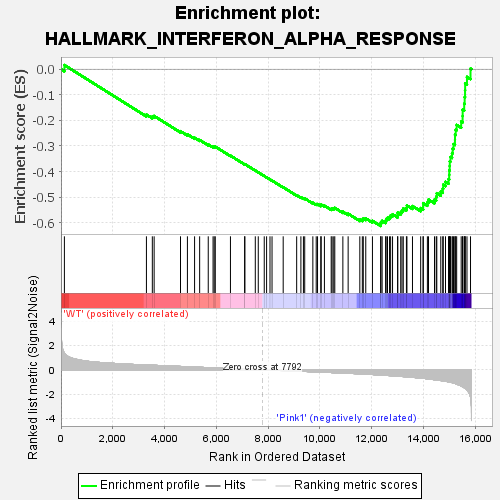 Enrichment plot:
HALLMARK_INTERFERON_ALPHA_RESPONSE
Enrichment score (ES)
0.0
-0.1
-0.2
-0.3
-0.4
-0.5
-0.6
'WT' (positively correlated)
Ranked list metric (Signal2Noise)
4
2
0
-2
-4
Zero cross at 7792
'Pink1' (negatively correlated)
0
2,000
4,000
6,000
8,000
10,000
12,000
14,000
16,000
Rank in Ordered Dataset
Enrichment profile
Hits
Ranking metric scores